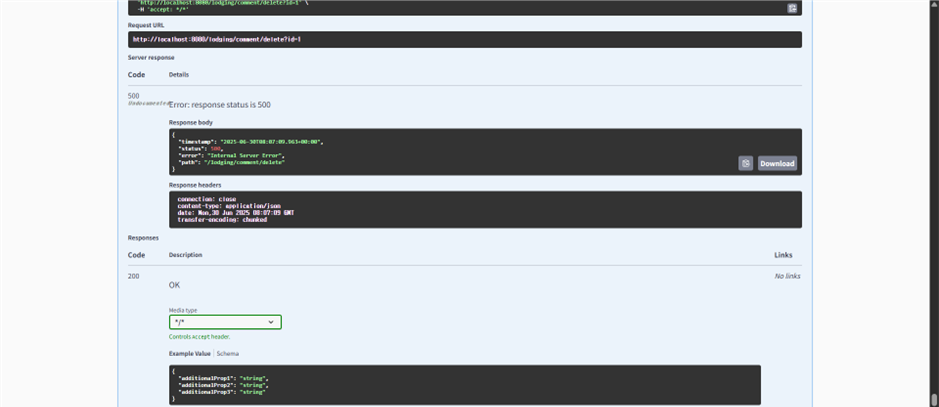 'http://localhost:8080/lodging/comment/delete?id=1' \
-H 'accept: */*'
Request URL
http://localhost:8080/lodging/comment/delete?id=1
Server response
Code Details
500
Undocumented
Error: response status is 500
Response body
{
"timestamp": "2025-06-30T08:07:09.963+00:00",
"status": 500,
"error": "Internal Server Error",
"path": "/lodging/comment/delete"
}
Download
Response headers
connection: close
content-type: application/json
date: Mon,30 Jun 2025 08:07:09 GMT
transfer-encoding: chunked
Responses
Code Description Links
200 No links
OK
Media type
*/*
Controls Accept header.
Example Value | Schema
{
"additionalProp1": "string",
"additionalProp2": "string",
"additionalProp3": "string"
}